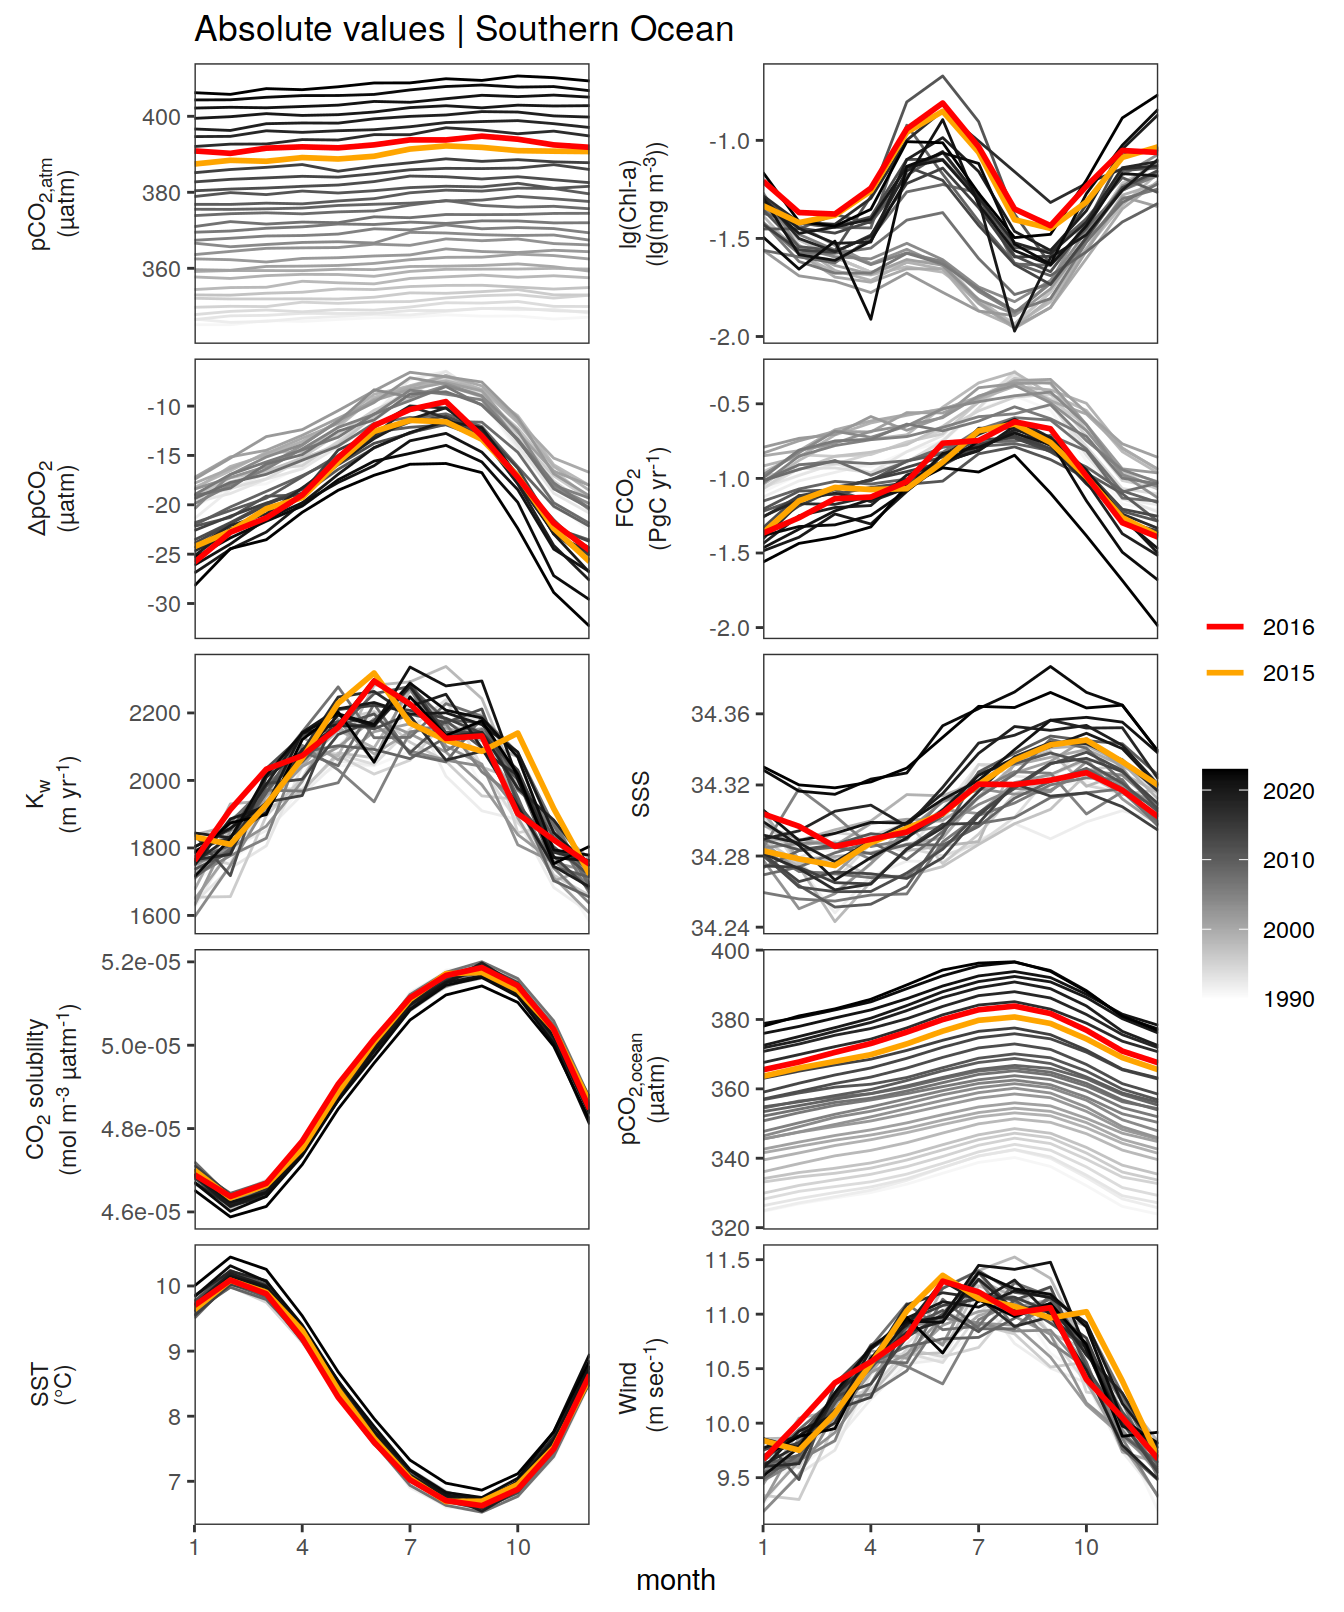 Absolute values | Southern Ocean
pCO2,atm
(µatm)
400
380
360
lg(Chl-a)
(lg(mg m-3))
-1.0
-1.5
-2.0
ΔpCO2
(µatm)
-10
-15
-20
-25
-30
FCO2
(PgC yr-1)
-0.5
-1.0
-1.5
-2.0
Kw
(m yr-1)
2200
2000
1800
1600
SSS
34.36
34.32
34.28
34.24
CO2 solubility
(mol m-3 µatm-1)
5.2e-05
5.0e-05
4.8e-05
4.6e-05
pCO2,ocean
(µatm)
400
380
360
340
320
SST
(°C)
10
9
8
7
Wind
(m sec-1)
11.5
11.0
10.5
10.0
9.5
1 4 7 10
1 4 7 10
month
2016
2015
2020
2010
2000
1990